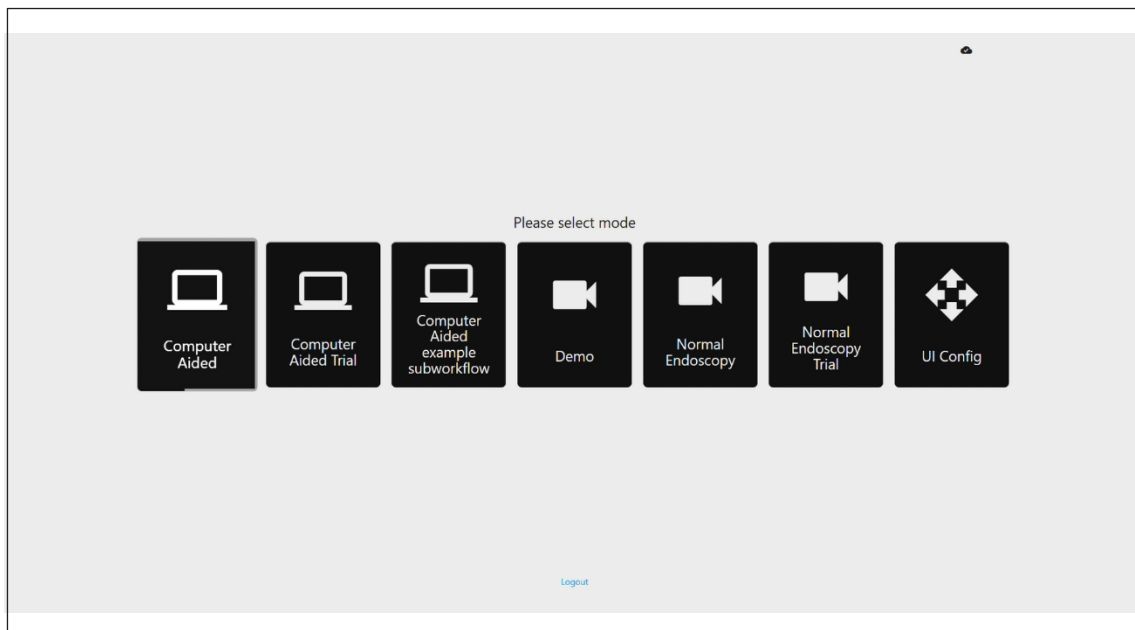 Please select mode
Computer
Aided
Computer
Aided Trial
Computer
Aided
example
subworkflow
Demo
Normal
Endoscopy
Normal
Endoscopy
Trial
UI Config
Logout